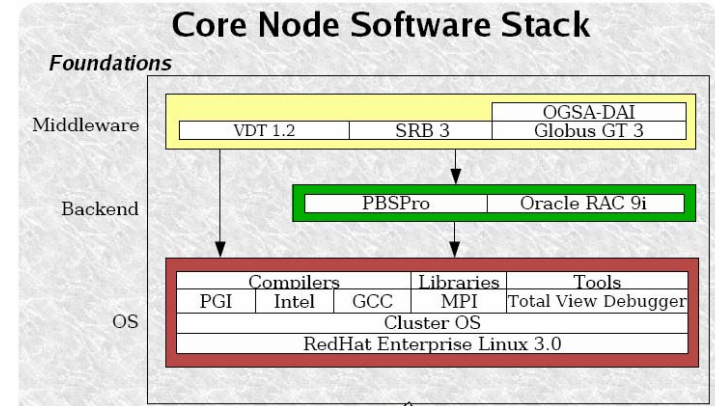 Core Node Software Stack
Foundations
Middleware
OGSA-DAI
VDT 1.2 SRB 3 Globus GT 3
Backend
PBSPro Oracle RAC 9i
Compilers Libraries Tools
PGI Intel GCC MPI Total View Debugger
OS
Cluster OS
RedHat Enterprise Linux 3.0